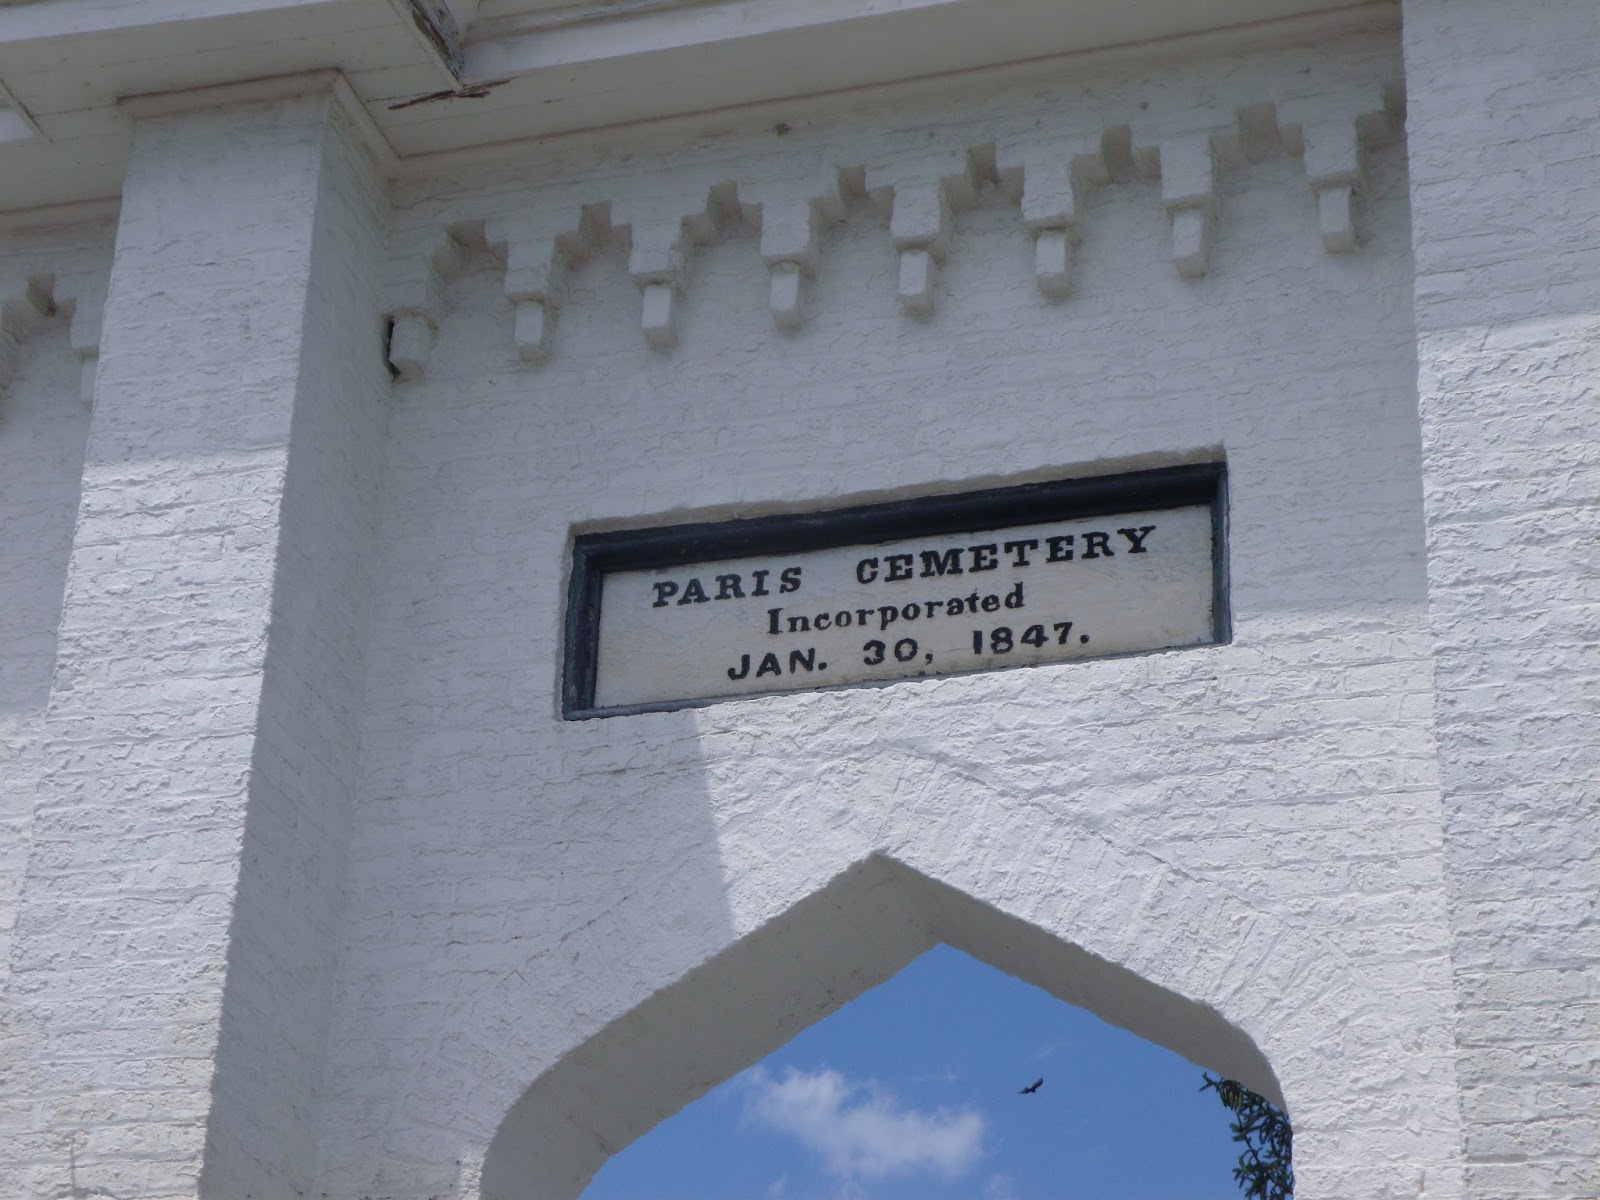 PARIS CEMETERY
Incorporated
JAN. 30, 1847.